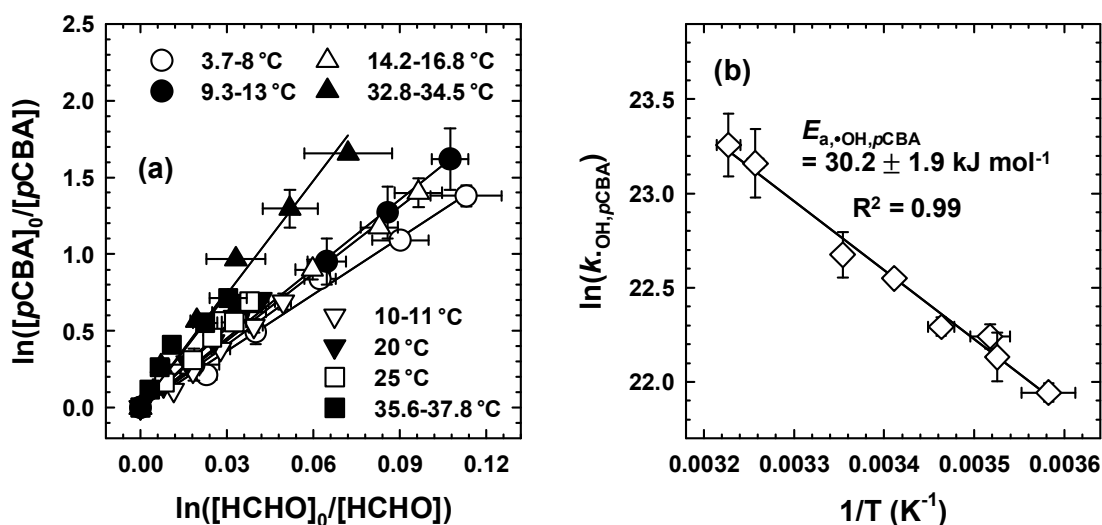 ln([pCBA]₀/[pCBA])
2.5
2.0
1.5
1.0
0.5
0.0
3.7-8 °C
14.2-16.8 °C
9.3-13 °C
32.8-34.5 °C
(a)
10-11 °C
20 °C
25 °C
35.6-37.8 °C
0.00 0.03 0.06 0.09 0.12
ln([HCHO]₀/[HCHO])
ln(k•OH,pCBA)
23.5
23.0
22.5
22.0
(b)
Ea,•OH,pCBA
= 30.2 ± 1.9 kJ mol⁻¹
R² = 0.99
0.0032 0.0033 0.0034 0.0035 0.0036
1/T (K⁻¹)